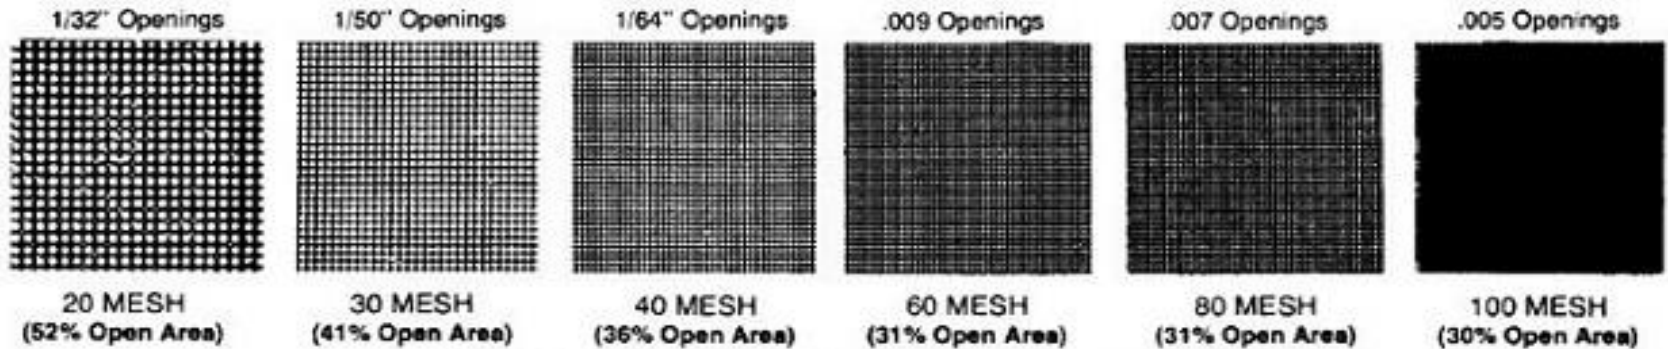 1/32" Openings
1/50" Openings
1/64" Openings
.009 Openings
.007 Openings
.005 Openings
20 MESH
(52% Open Area)
30 MESH
(41% Open Area)
40 MESH
(36% Open Area)
60 MESH
(31% Open Area)
80 MESH
(31% Open Area)
100 MESH
(30% Open Area)